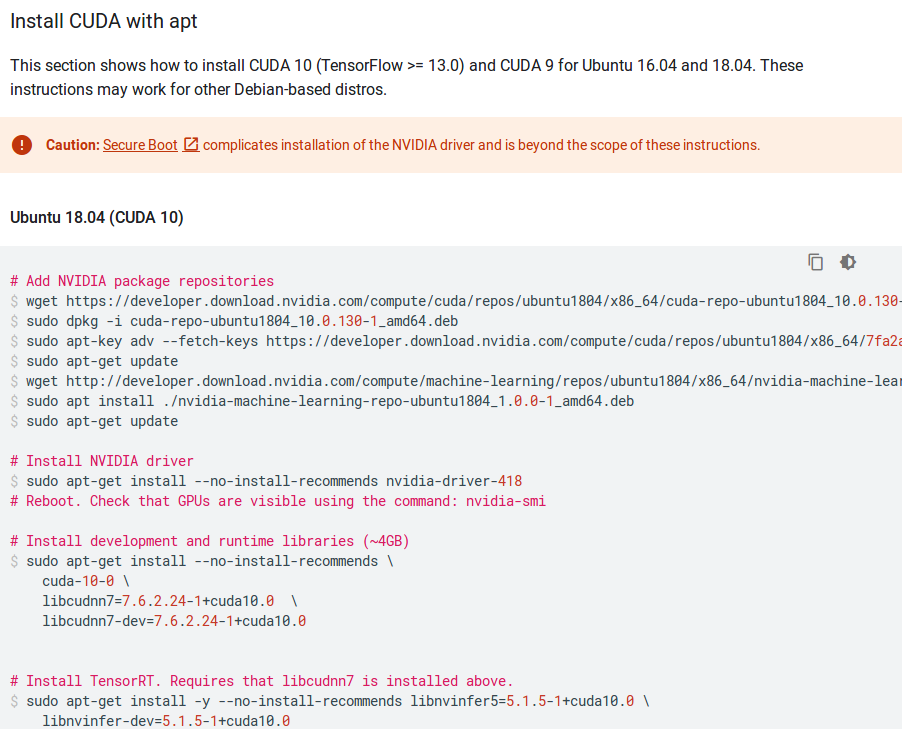 Install CUDA with apt
This section shows how to install CUDA 10 (TensorFlow >= 13.0) and CUDA 9 for Ubuntu 16.04 and 18.04. These
instructions may work for other Debian-based distros.
Caution: Secure Boot complicates installation of the NVIDIA driver and is beyond the scope of these instructions.
Ubuntu 18.04 (CUDA 10)
# Add NVIDIA package repositories
$ wget https://developer.download.nvidia.com/compute/cuda/repos/ubuntu1804/x86_64/cuda-repo-ubuntu1804_10.0.130-
$ sudo dpkg -i cuda-repo-ubuntu1804_10.0.130-1_amd64.deb
$ sudo apt-key adv --fetch-keys https://developer.download.nvidia.com/compute/cuda/repos/ubuntu1804/x86_64/7fa2a
$ sudo apt-get update
$ wget http://developer.download.nvidia.com/compute/machine-learning/repos/ubuntu1804/x86_64/nvidia-machine-lear
$ sudo apt install ./nvidia-machine-learning-repo-ubuntu1804_1.0.0-1_amd64.deb
$ sudo apt-get update
# Install NVIDIA driver
$ sudo apt-get install --no-install-recommends nvidia-driver-418
# Reboot. Check that GPUs are visible using the command: nvidia-smi
# Install development and runtime libraries (~4GB)
$ sudo apt-get install --no-install-recommends \
cuda-10-0 \
libcudnn7=7.6.2.24-1+cuda10.0 \
libcudnn7-dev=7.6.2.24-1+cuda10.0
# Install TensorRT. Requires that libcudnn7 is installed above.
$ sudo apt-get install -y --no-install-recommends libnvinfer5=5.1.5-1+cuda10.0 \
libnvinfer-dev=5.1.5-1+cuda10.0